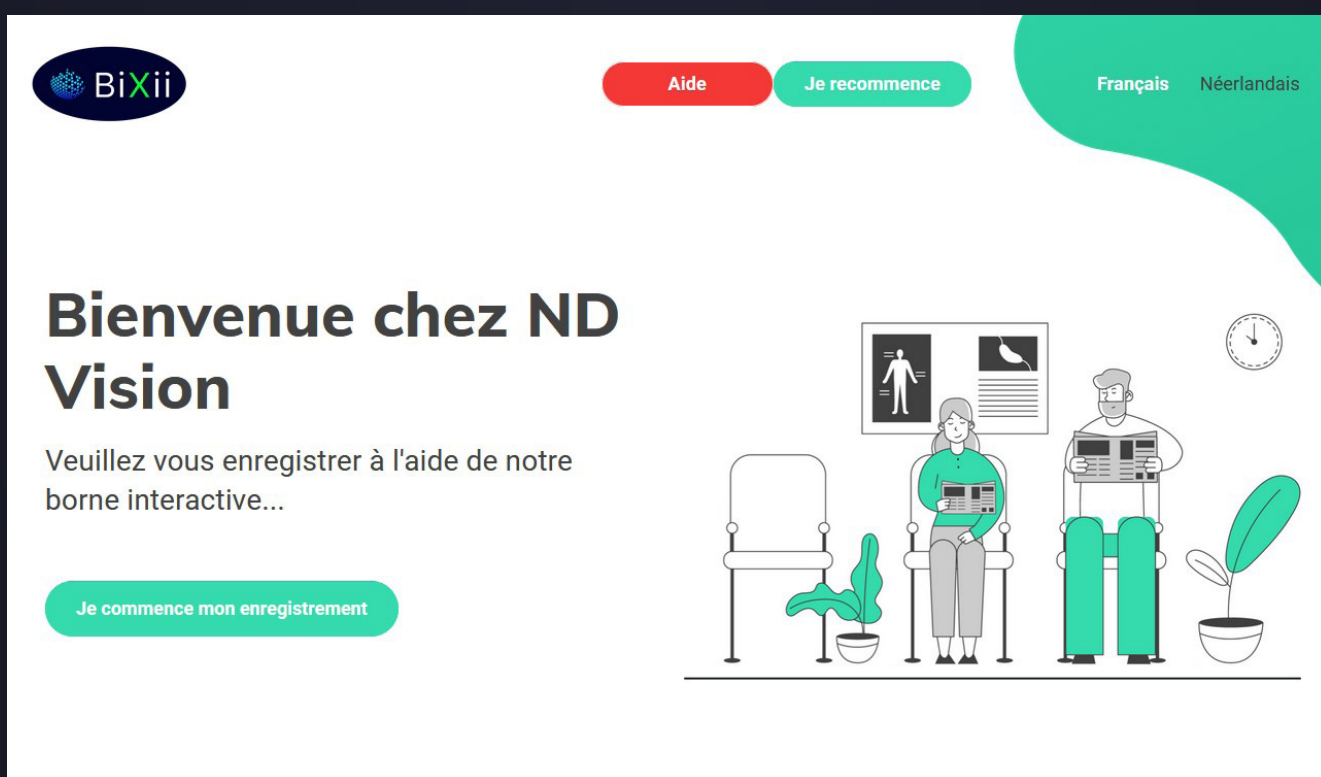 BiXii
Aide
Je recommence
Français
Néerlandais
Bienvenue chez ND
Vision
Veuillez vous enregistrer à l'aide de notre
borne interactive...
Je commence mon enregistrement